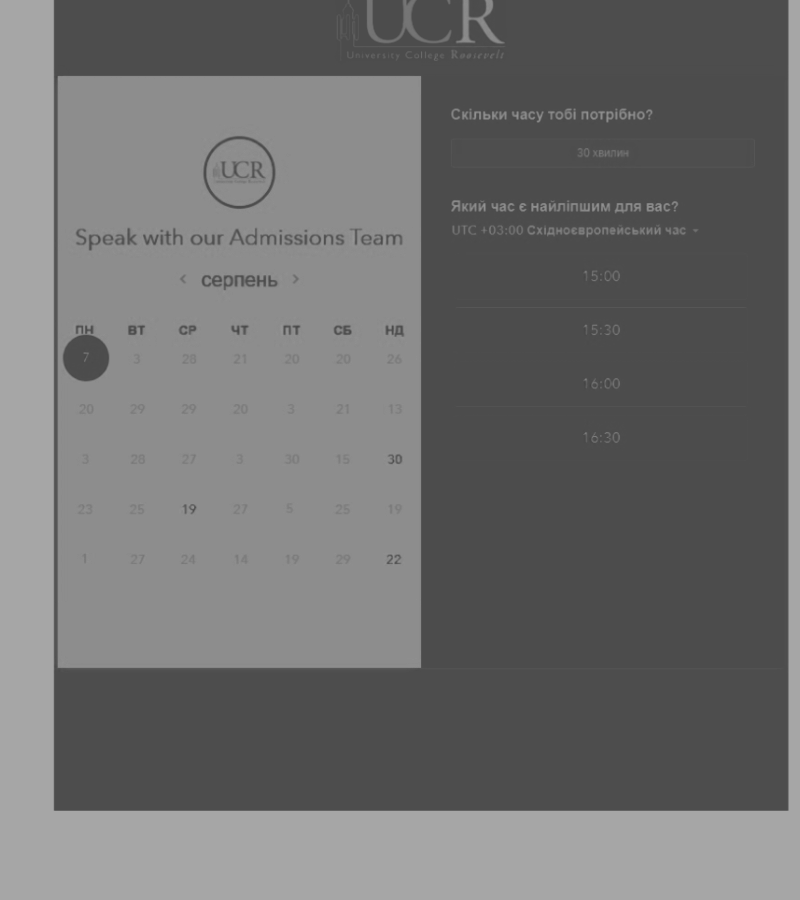 UCR
University College Roosevelt
UCR
Speak with our Admissions Team
< серпень >
ПН ВТ СР ЧТ ПТ СБ НД
7 3 28 21 20 20 26
20 29 29 20 3 21 13
3 28 27 3 30 15 30
23 25 19 27 5 25 19
1 27 24 14 19 29 22
Скільки часу тобі потрібно?
30 хвилин
Який час є найліпшим для вас?
UTC +03:00 Східноєвропейський час
15:00
15:30
16:00
16:30